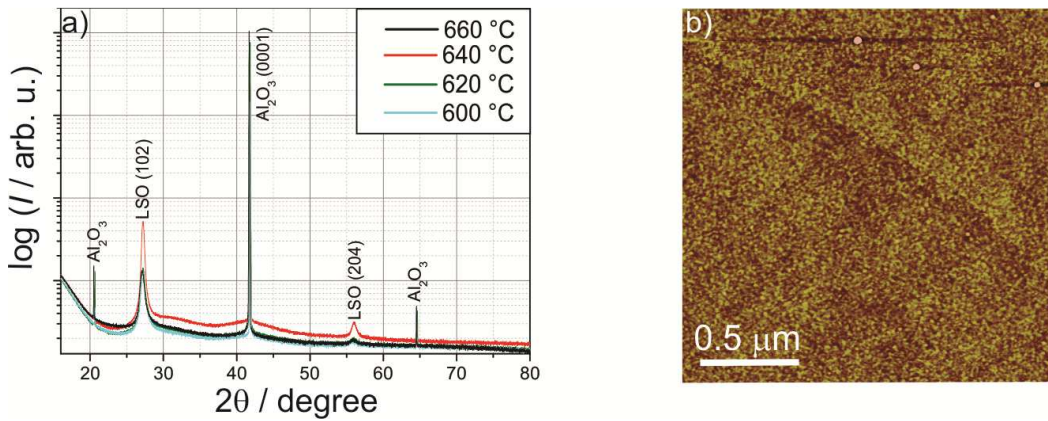 a)
660 °C
640 °C
620 °C
600 °C
log (I / arb. u.)
Al₂O₃
LSO (102)
Al₂O₃ (0001)
LSO (204)
Al₂O₃
20 30 40 50 60 70 80
2θ / degree
b)
0.5 µm